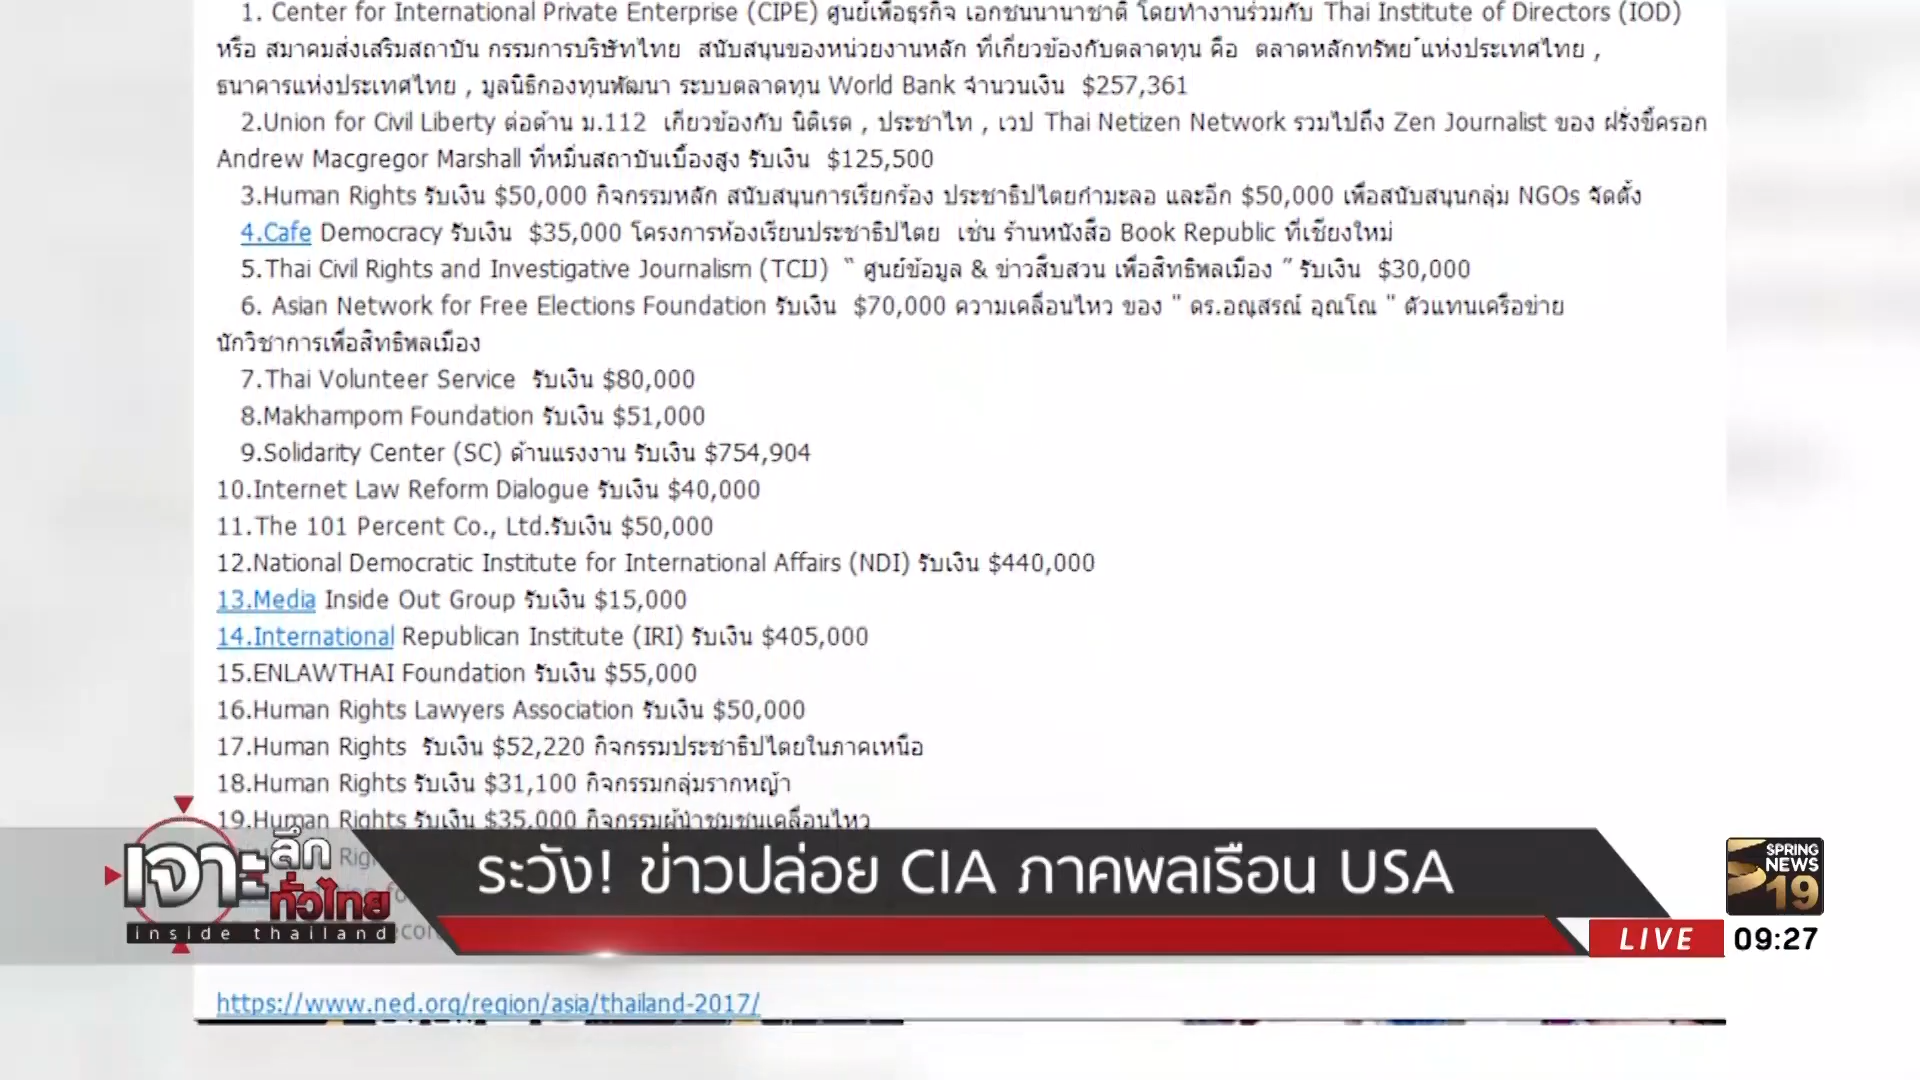 1. Center for International Private Enterprise (CIPE) ศูนย์เพื่อธุรกิจ เอกชนนานาชาติ โดยทำงานร่วมกับ Thai Institute of Directors (IOD)
หรือ สมาคมส่งเสริมสถาบัน กรรมการบริษัทไทย สนับสนุนของหน่วยงานหลัก ที่เกี่ยวข้องกับตลาดทุน คือ ตลาดหลักทรัพย์แห่งประเทศไทย ,
ธนาคารแห่งประเทศไทย , มูลนิธิกองทุนพัฒนา ระบบตลาดทุน World Bank จำนวนเงิน $257,361
2.Union for Civil Liberty ต่อต้าน ม.112 เกี่ยวข้องกับ นิติเรด , ประชาไท , เวป Thai Netizen Network รวมไปถึง Zen Journalist ของ ฝรั่งขี้ครอก
Andrew Macgregor Marshall ที่หมิ่นสถาบันเบื้องสูง รับเงิน $125,500
3.Human Rights รับเงิน $50,000 กิจกรรมหลัก สนับสนุนการเรียกร้อง ประชาธิปไตยกำมะลอ และอีก $50,000 เพื่อสนับสนุนกลุ่ม NGOs จัดตั้ง
4.Cafe Democracy รับเงิน $35,000 โครงการห้องเรียนประชาธิปไตย เช่น ร้านหนังสือ Book Republic ที่เชียงใหม่
5.Thai Civil Rights and Investigative Journalism (TCIJ) “ ศูนย์ข้อมูล & ข่าวสืบสวน เพื่อสิทธิพลเมือง ” รับเงิน $30,000
6. Asian Network for Free Elections Foundation รับเงิน $70,000 ความเคลื่อนไหว ของ " ดร.อณุสรณ์ อุณโณ " ตัวแทนเครือข่าย
นักวิชาการเพื่อสิทธิพลเมือง
7.Thai Volunteer Service รับเงิน $80,000
8.Makhampom Foundation รับเงิน $51,000
9.Solidarity Center (SC) ด้านแรงงาน รับเงิน $754,904
10.Internet Law Reform Dialogue รับเงิน $40,000
11.The 101 Percent Co., Ltd.รับเงิน $50,000
12.National Democratic Institute for International Affairs (NDI) รับเงิน $440,000
13.Media Inside Out Group รับเงิน $15,000
14.International Republican Institute (IRI) รับเงิน $405,000
15.ENLAWTHAI Foundation รับเงิน $55,000
16.Human Rights Lawyers Association รับเงิน $50,000
17.Human Rights รับเงิน $52,220 กิจกรรมประชาธิปไตยในภาคเหนือ
18.Human Rights รับเงิน $31,100 กิจกรรมกลุ่มรากหญ้า
19.Human Rights รับเงิน $35,000 กิจกรรมผู้นำชุมชนเคลื่อนไหว
เจาะลึกทั่วไทย
inside thailand
ระวัง! ข่าวปล่อย CIA ภาคพลเรือน USA
SPRING
NEWS
19
LIVE 09:27
https://www.ned.org/region/asia/thailand-2017/